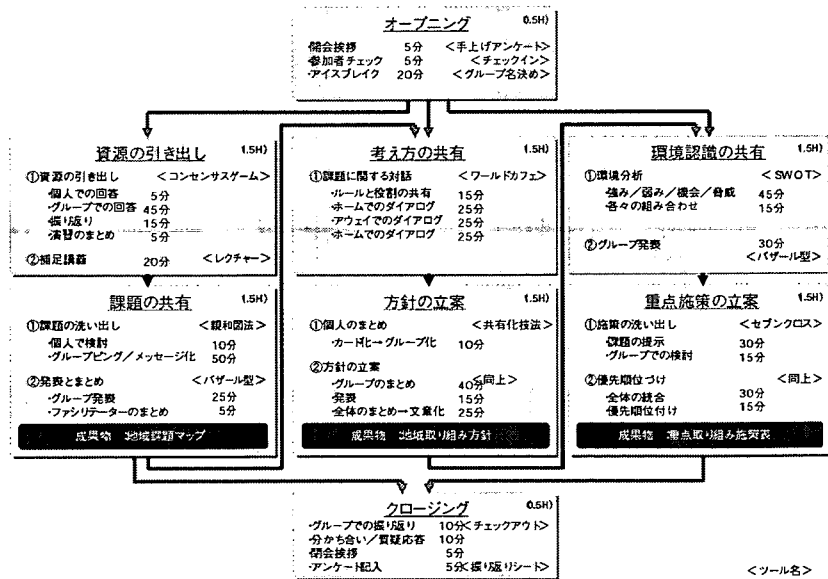 オープニング 0.5H)
・開会挨拶 5分 <手上げアンケート>
・参加者チェック 5分 <チェックイン>
・アイスブレイク 20分 <グループ名決め>
資源の引き出し 1.5H)
①資源の引き出し <コンセンサスゲーム>
・個人での回答 5分
・グループでの回答 45分
・振り返り 15分
・演習のまとめ 5分
②補足講義 20分 <レクチャー>
考え方の共有 1.5H)
①課題に関する対話 <ワールドカフェ>
・ルールと役割の共有 15分
・ホームでのダイアログ 25分
・アウェイでのダイアログ 25分
・ホームでのダイアログ 25分
環境認識の共有 1.5H)
①環境分析 <SWOT>
・強み/弱み/機会/脅威 45分
・各々の組み合わせ 15分
②グループ発表 30分
<バザール型>
課題の共有 1.5H)
①課題の洗い出し <親和図法>
・個人で検討 10分
・グルーピング/メッセージ化 50分
②発表とまとめ <バザール型>
・グループ発表 25分
・ファシリテーターのまとめ 5分
成果物 地域課題マップ
方針の立案 1.5H)
①個人のまとめ <共有化技法>
・カード化→グループ化 10分
②方針の立案 <同上>
・グループのまとめ 40分
・発表 15分
・全体のまとめ→文章化 25分
成果物 地域取り組み方針
重点施策の立案 1.5H)
①施策の洗い出し <セブンクロス>
・課題の提示 30分
・グループでの検討 15分
②優先順位づけ <同上>
・全体の統合 30分
・優先順位付け 15分
成果物 重点取り組み施策表
クロージング 0.5H)
・グループでの振り返り 10分 <チェックアウト>
・分かち合い/質疑応答 10分
・閉会挨拶 5分
・アンケート記入 5分 <振り返りシート>
<ツール名>